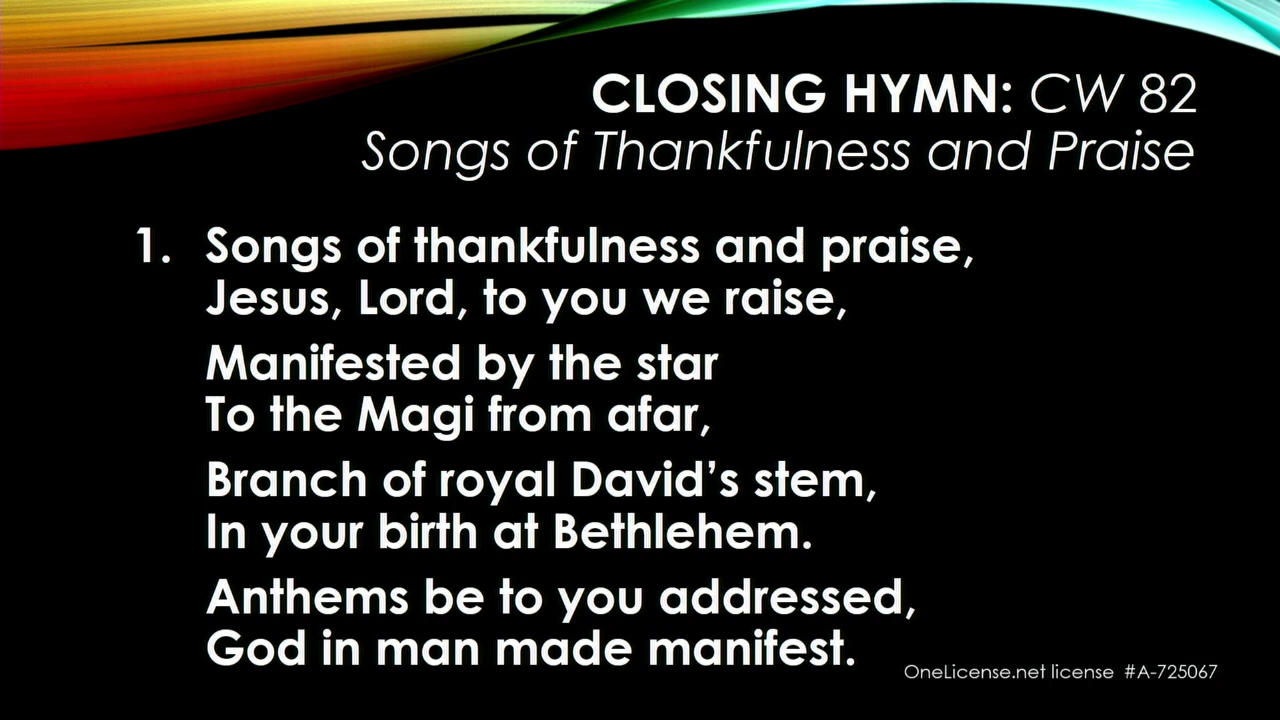 CLOSING HYMN: CW 82
Songs of Thankfulness and Praise
1. Songs of thankfulness and praise,
Jesus, Lord, to you we raise,
Manifested by the star
To the Magi from afar,
Branch of royal David’s stem,
In your birth at Bethlehem.
Anthems be to you addressed,
God in man made manifest.
OneLicense.net license #A-725067